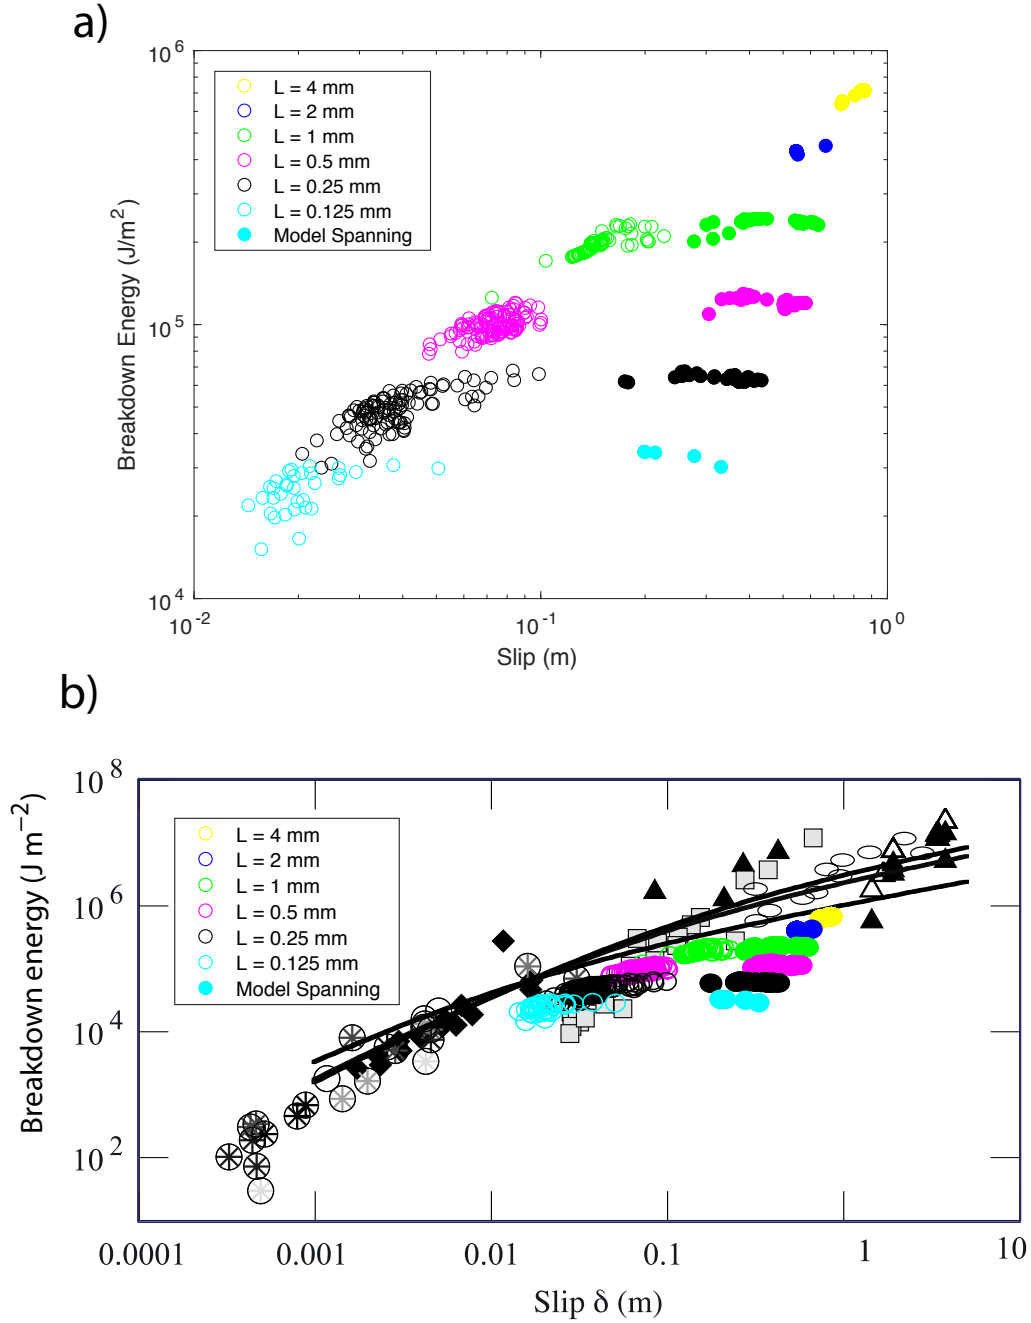 a)
10^6
L = 4 mm
L = 2 mm
L = 1 mm
L = 0.5 mm
L = 0.25 mm
L = 0.125 mm
Model Spanning
Breakdown Energy (J/m^2)
10^5
10^4
10^-2
10^-1
10^0
Slip (m)
b)
10^8
L = 4 mm
L = 2 mm
L = 1 mm
L = 0.5 mm
L = 0.25 mm
L = 0.125 mm
Model Spanning
Breakdown energy (J m^−2)
10^6
10^4
10^2
0.0001
0.001
0.01
0.1
1
10
Slip δ (m)